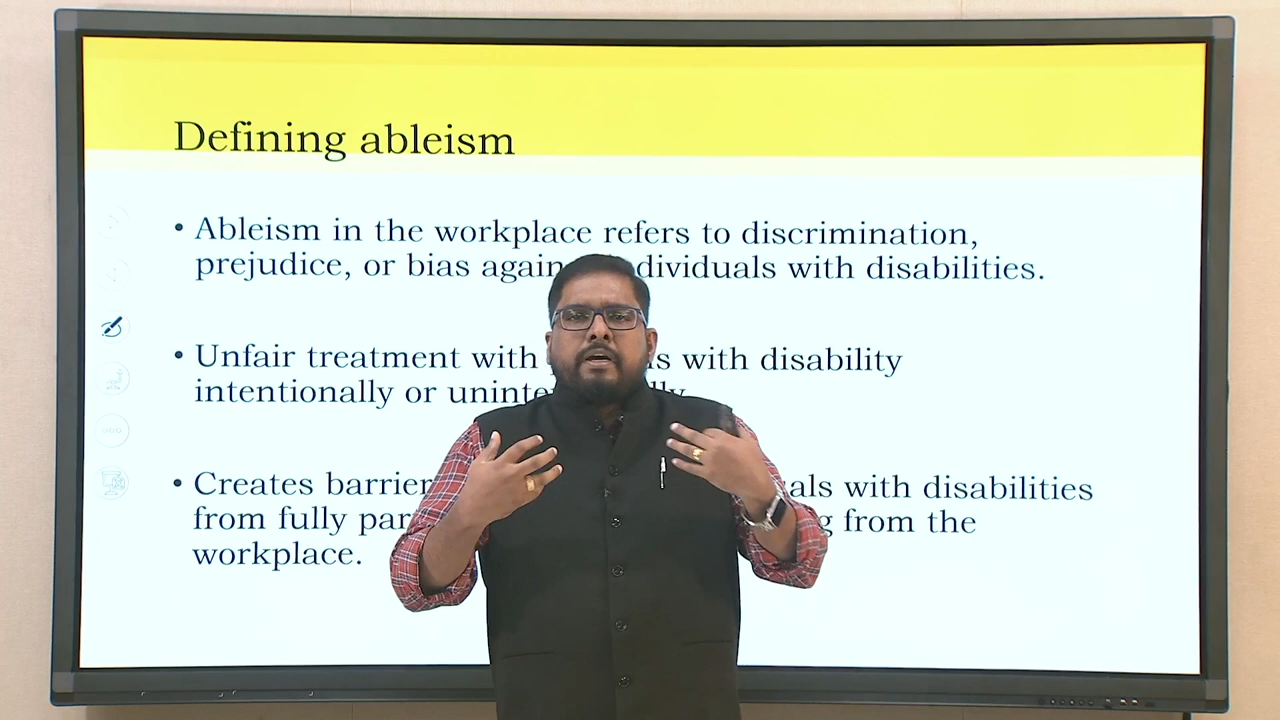 Defining ableism
• Ableism in the workplace refers to discrimination,
prejudice, or bias again dividuals with disabilities.
• Unfair treatment with s with disability
intentionally or uninte lly
• Creates barrier als with disabilities
from fully par g from the
workplace.